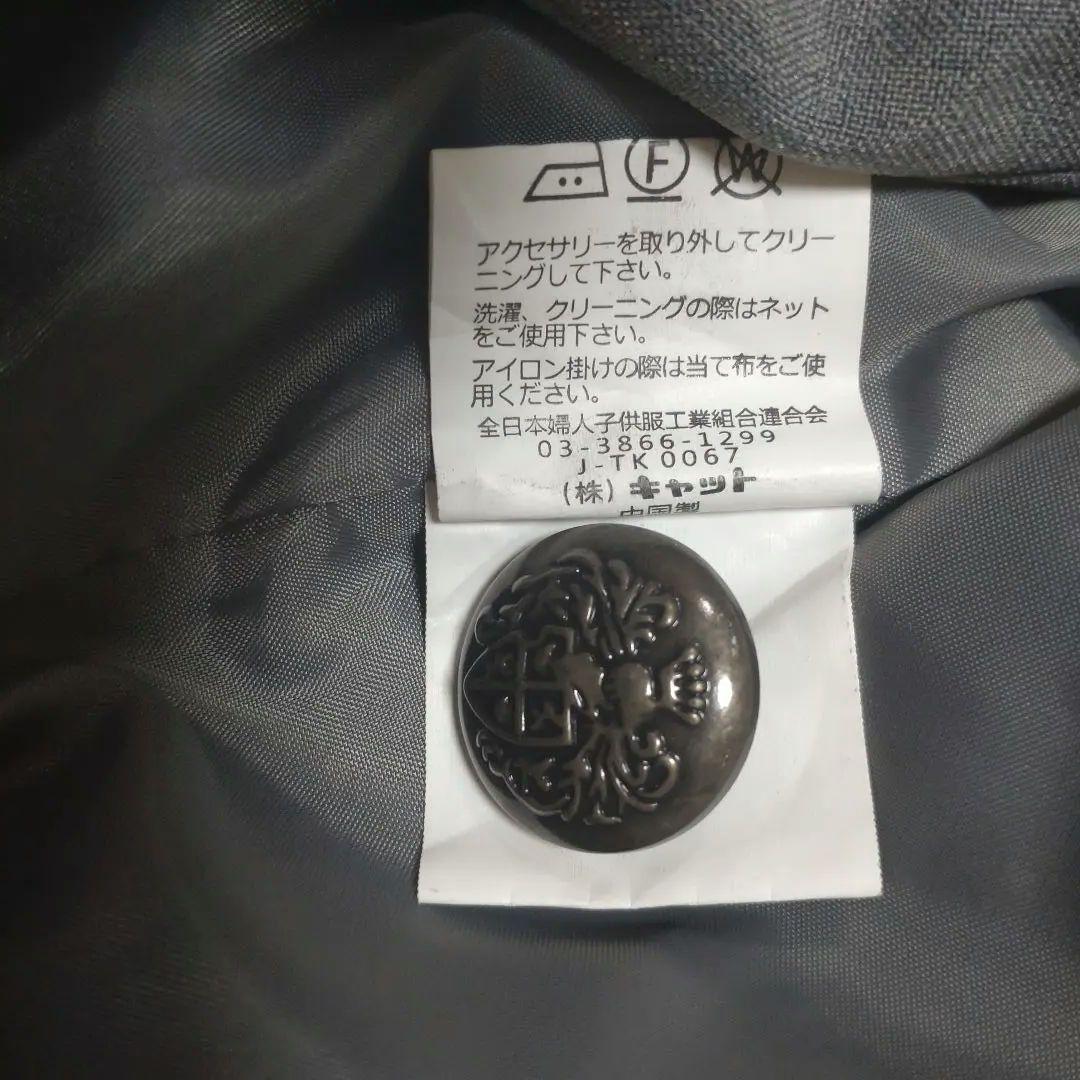 F W
アクセサリーを取り外してクリー
ニングして下さい。
洗濯、クリーニングの際はネット
をご使用下さい。
アイロン掛けの際は当て布をご使
用ください。
全日本婦人子供服工業組合連合会
03-3866-1299
J-TK0067
(株) キャット
中国製